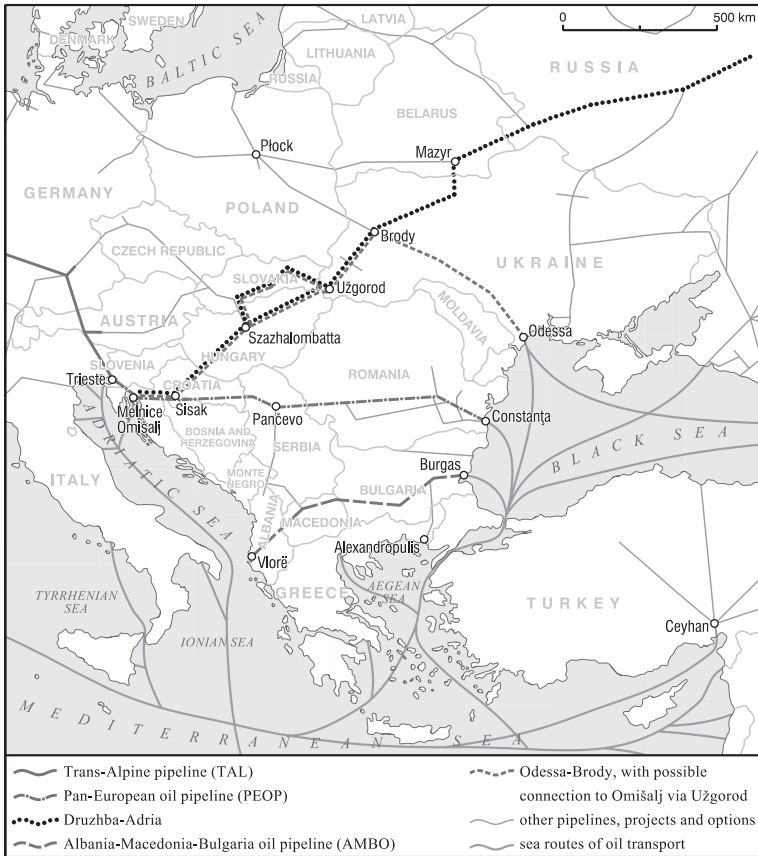 SWEDEN
LATVIA
0 500 km
DENMARK
BALTIC SEA
LITHUANIA
RUSSIA
RUSSIA
BELARUS
Płock
Mazyr
GERMANY
POLAND
Brody
CZECH REPUBLIC
UKRAINE
SLOVAKIA
Užgorod
MOLDAVIA
AUSTRIA
Szazhalombatta
Odessa
HUNGARY
SLOVENIA
ROMANIA
Trieste
CROATIA
Melnice
Omisalj
Sisak
Pančevo
Constanţa
BOSNIA AND
HERZEGOVINA
SERBIA
ADRIATIC SEA
BLACK SEA
ITALY
MONTE
NEGRO
Burgas
BULGARIA
ALBANIA
MACEDONIA
Alexandropulis
Vlorë
GREECE
AEGEAN
SEA
TYRRHENIAN
SEA
TURKEY
IONIAN SEA
Ceyhan
MEDITERRANEAN SEA
Trans-Alpine pipeline (TAL)
Pan-European oil pipeline (PEOP)
Druzhba-Adria
Albania-Macedonia-Bulgaria oil pipeline (AMBO)
Odessa-Brody, with possible
connection to Omišalj via Užgorod
other pipelines, projects and options
sea routes of oil transport